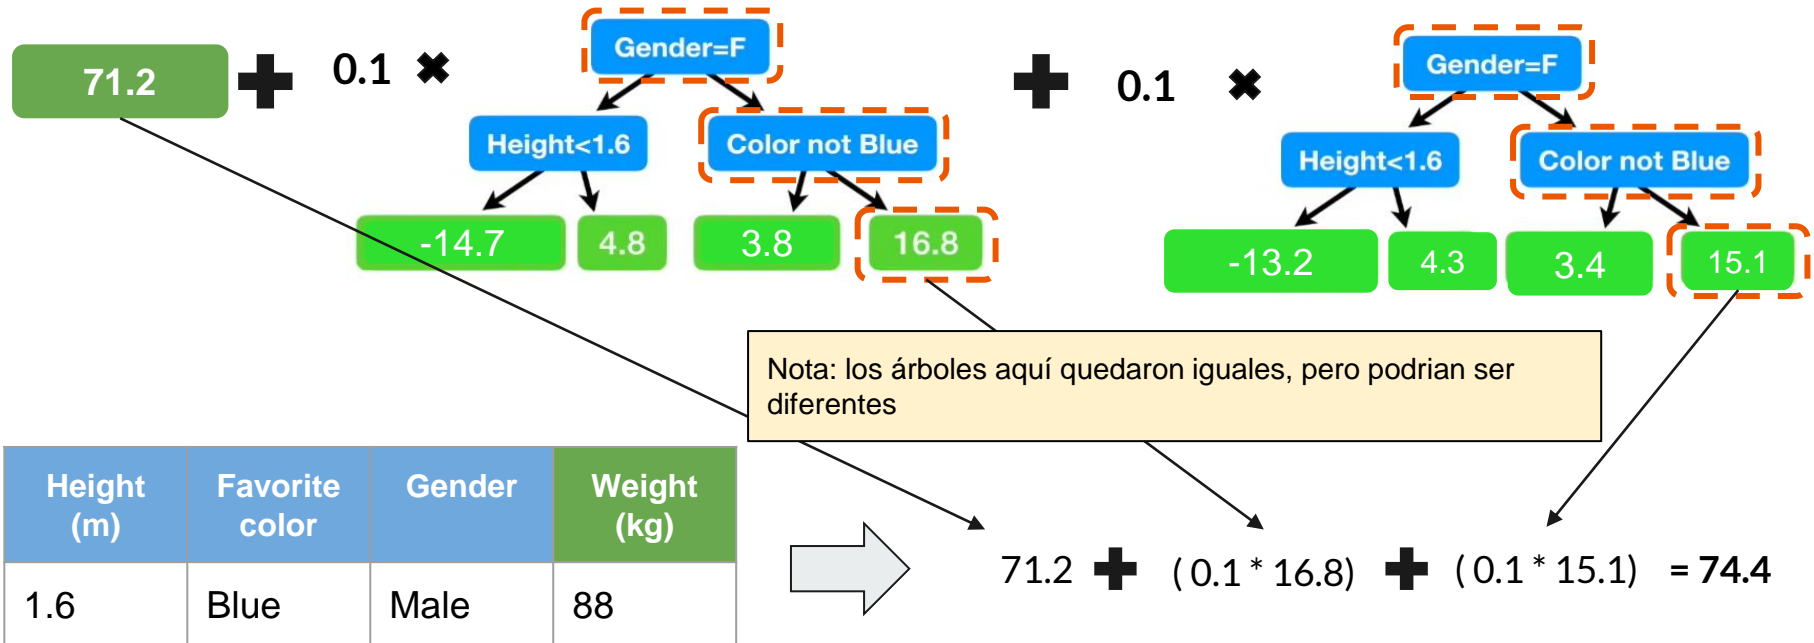 71.2
0.1
Gender=F
Height<1.6
Color not Blue
-14.7
4.8
3.8
16.8
0.1
Gender=F
Height<1.6
Color not Blue
-13.2
4.3
3.4
15.1
Nota: los árboles aquí quedaron iguales, pero podrian ser
diferentes
Height
(m)
Favorite
color
Gender
Weight
(kg)
1.6
Blue
Male
88
71.2 + ( 0.1 * 16.8) + ( 0.1 * 15.1) = 74.4